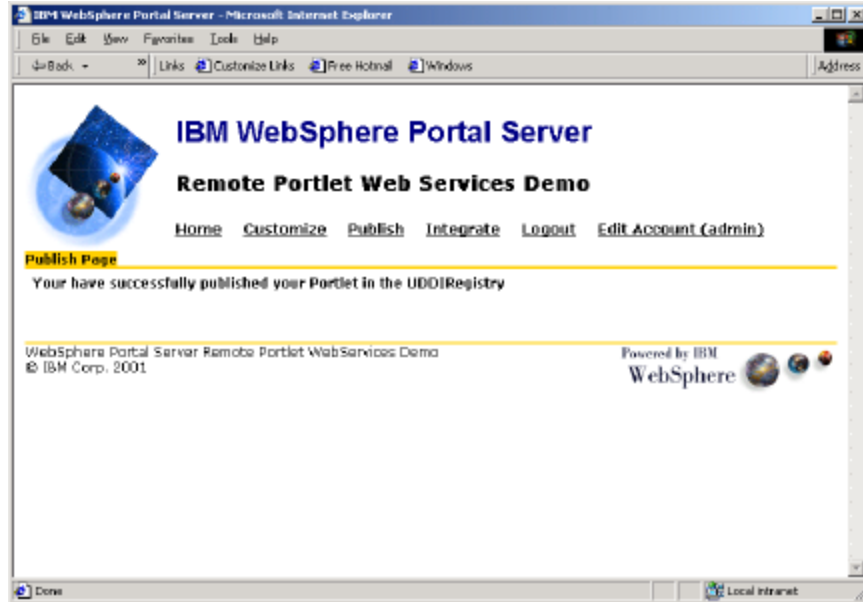 IBM WebSphere Portal Server - Microsoft Internet Explorer
File Edit View Favorites Tools Help
Back » Links Customize Links Free Hotmail Windows Address
IBM WebSphere Portal Server
Remote Portlet Web Services Demo
Home Customize Publish Integrate Logout Edit Account (admin)
Publish Page
Your have successfully published your Portlet in the UDDIRegistry
WebSphere Portal Server Remote Portlet WebServices Demo
© IBM Corp. 2001
Powered by IBM
WebSphere
Done Local intranet